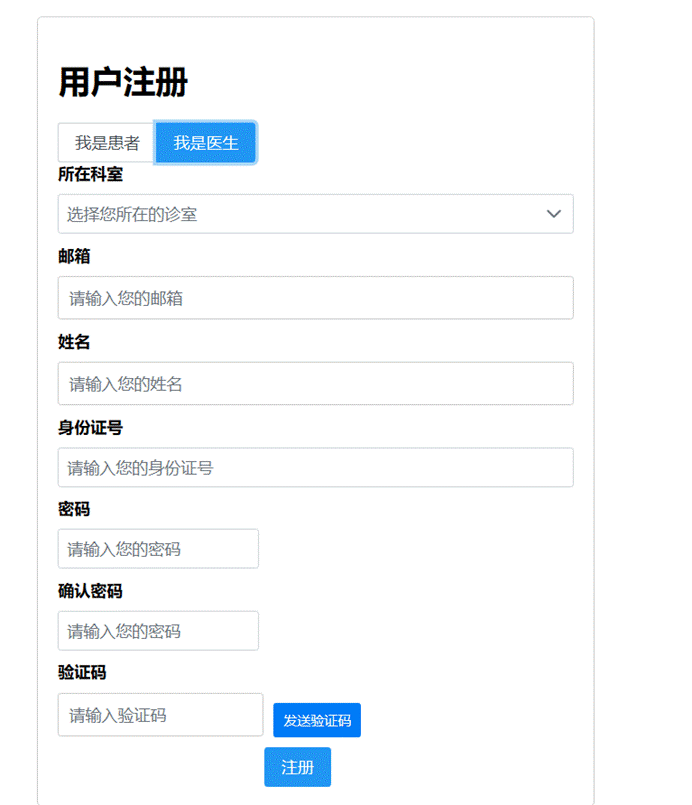 用户注册
我是患者 我是医生
所在科室
选择您所在的诊室
邮箱
请输入您的邮箱
姓名
请输入您的姓名
身份证号
请输入您的身份证号
密码
请输入您的密码
确认密码
请输入您的密码
验证码
请输入验证码 发送验证码
注册